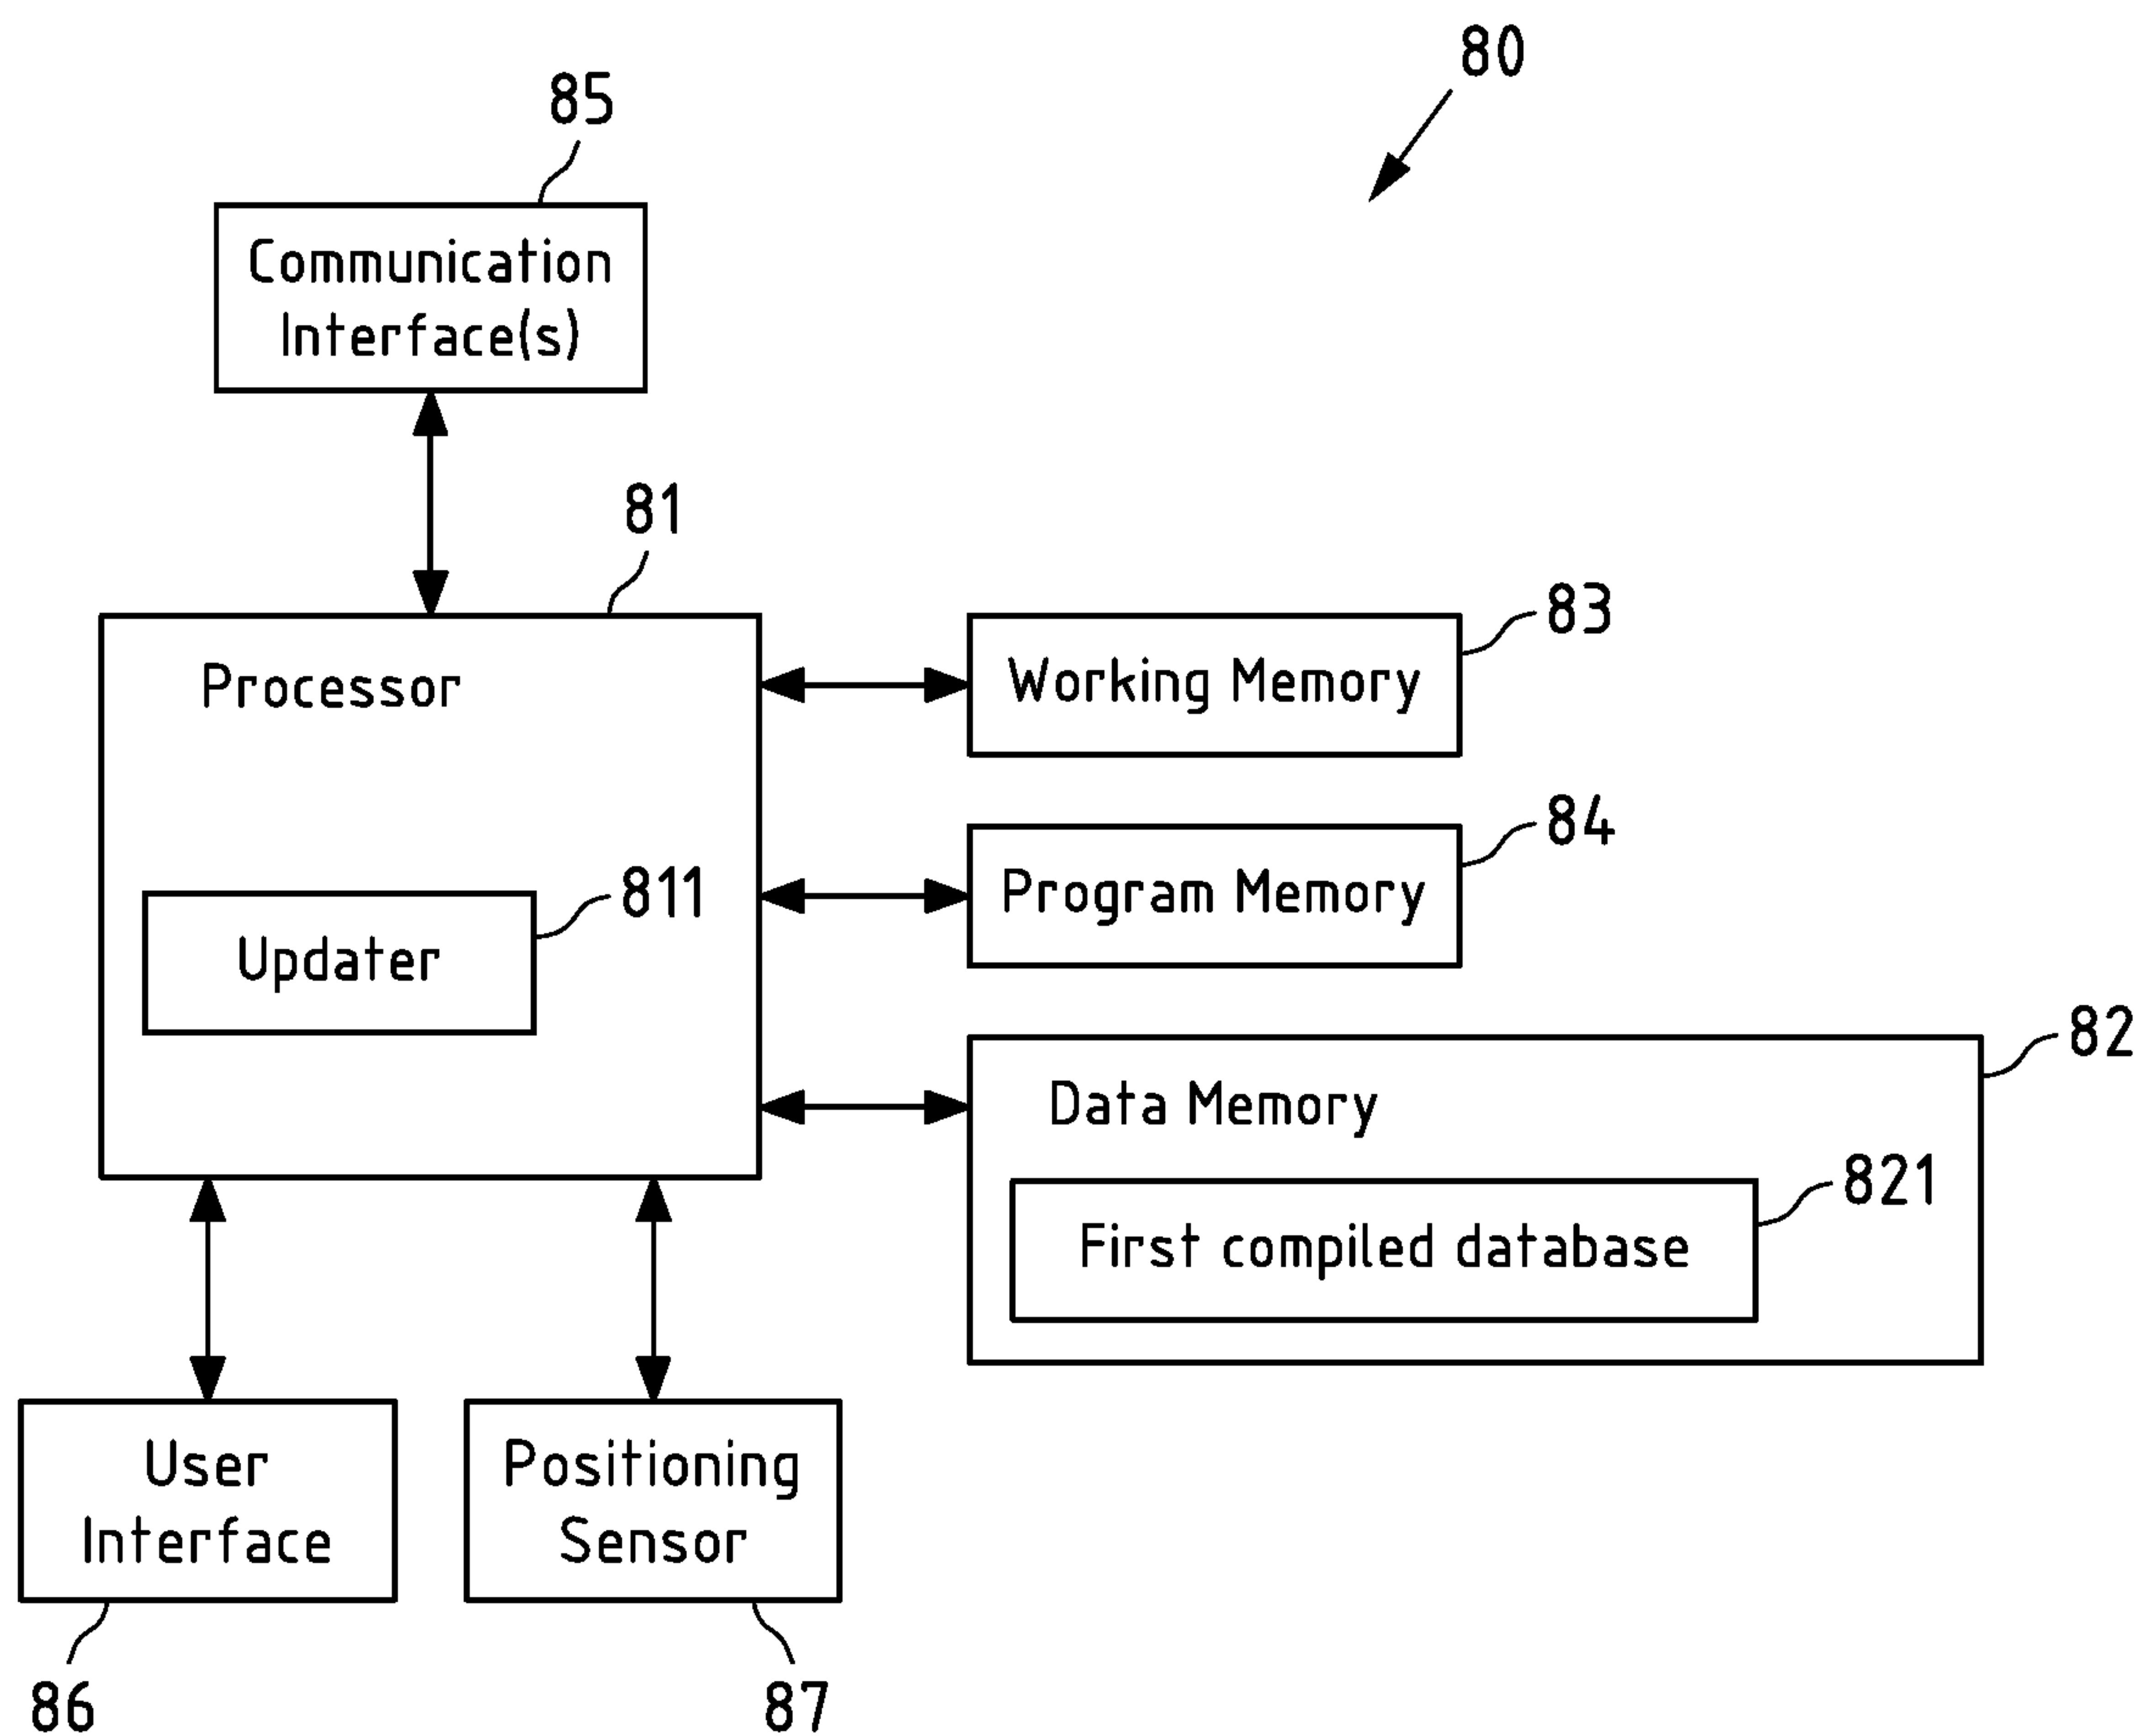 80
85
Communication
Interface(s)
81
Processor
83
Working Memory
84
Program Memory
811
Updater
82
Data Memory
821
First compiled database
User
Interface
Positioning
Sensor
86
87